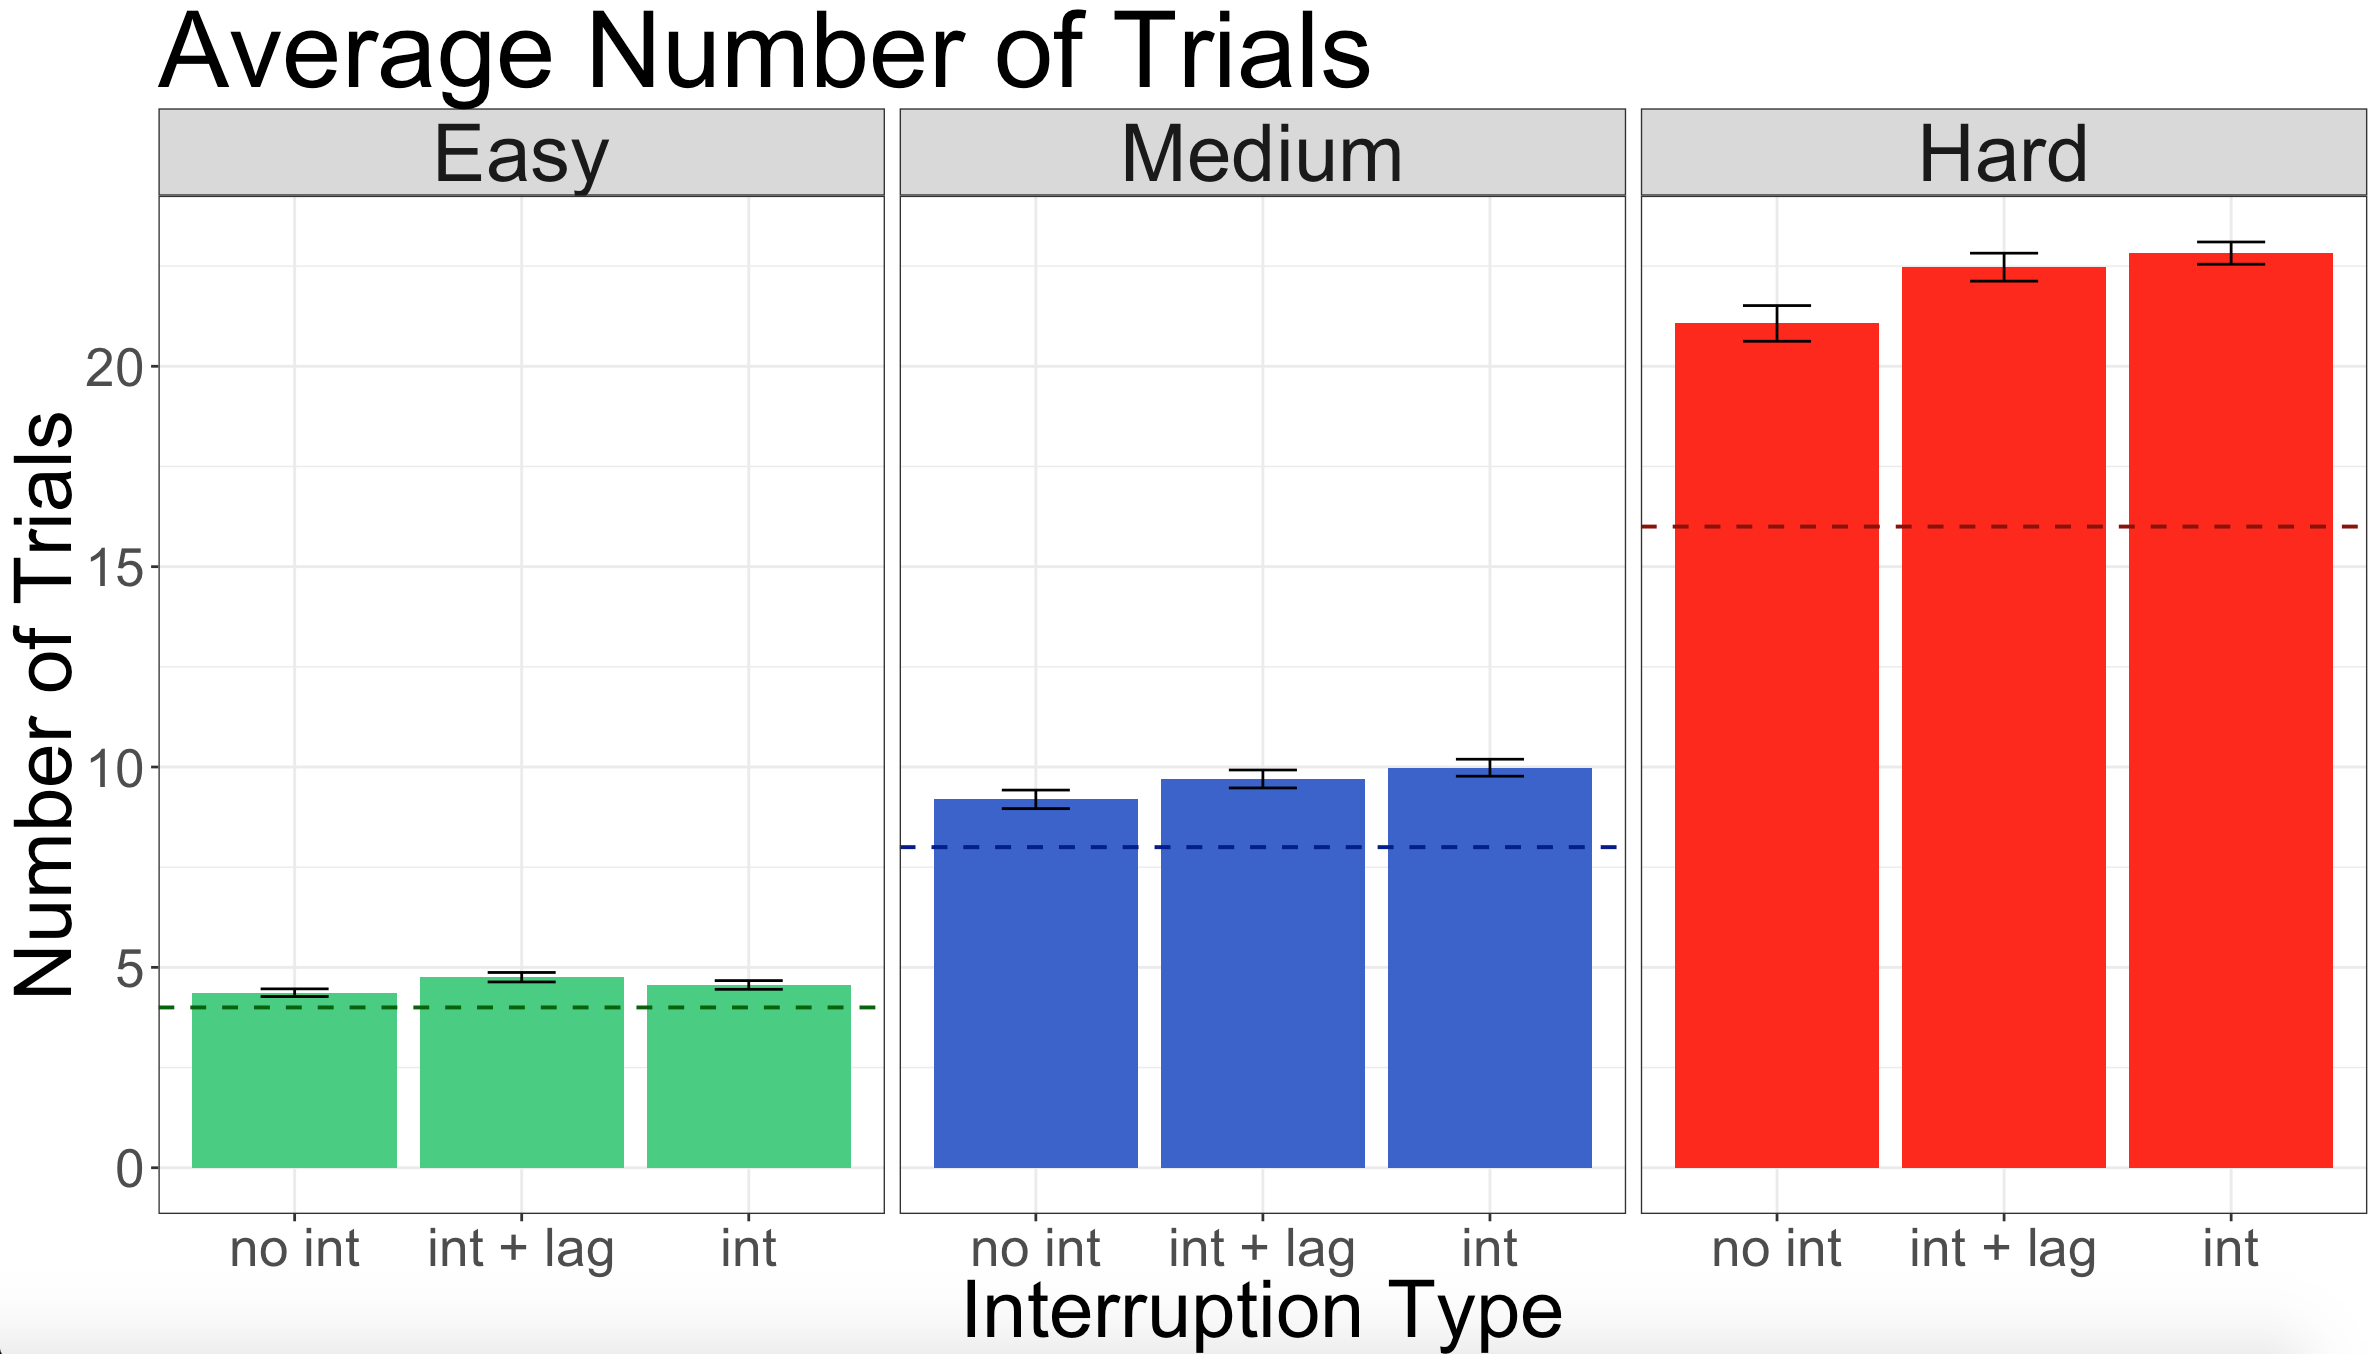 Average Number of Trials
Easy Medium Hard
Number of Trials
20
15
10
5
0
no int int + lag int no int int + lag int no int int + lag int
Interruption Type